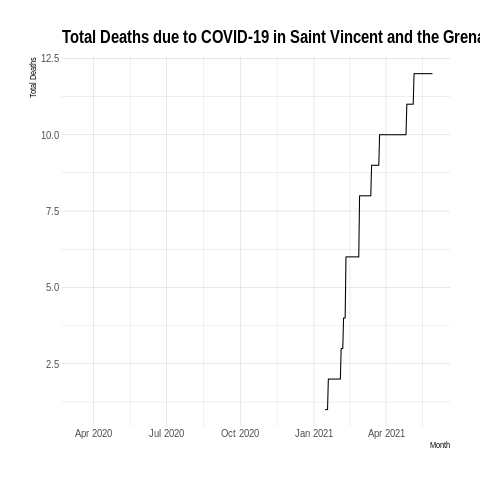 Total Deaths due to COVID-19 in Saint Vincent and the Grena
Total Deaths
12.5
10.0
7.5
5.0
2.5
Apr 2020 Jul 2020 Oct 2020 Jan 2021 Apr 2021
Month